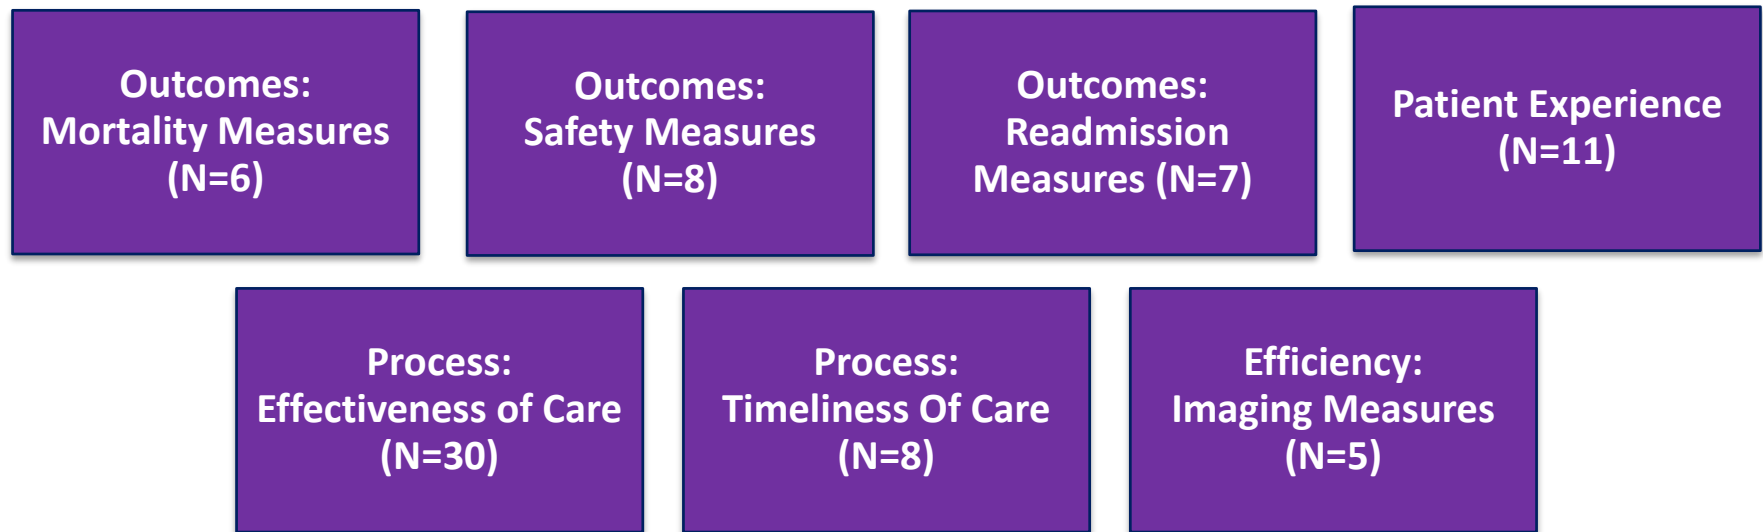 Outcomes:
Mortality Measures
(N=6)
Outcomes:
Safety Measures
(N=8)
Outcomes:
Readmission
Measures (N=7)
Patient Experience
(N=11)
Process:
Effectiveness of Care
(N=30)
Process:
Timeliness Of Care
(N=8)
Efficiency:
Imaging Measures
(N=5)